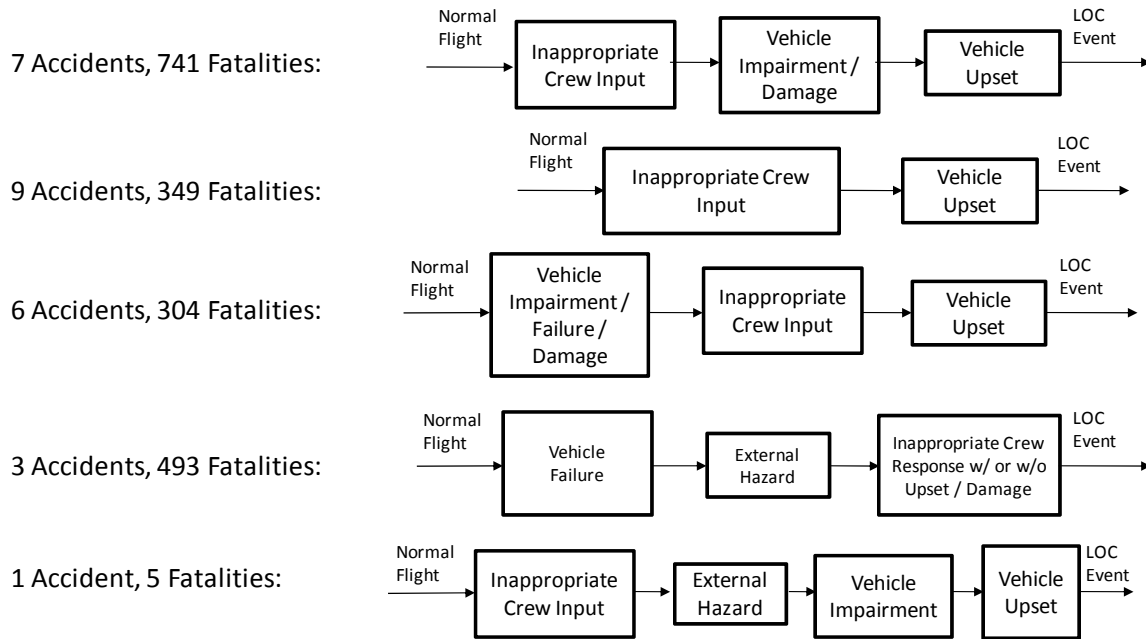 7 Accidents, 741 Fatalities:
Normal
Flight
Inappropriate
Crew Input
Vehicle
Impairment /
Damage
Vehicle
Upset
LOC
Event
9 Accidents, 349 Fatalities:
Normal
Flight
Inappropriate Crew
Input
Vehicle
Upset
LOC
Event
6 Accidents, 304 Fatalities:
Normal
Flight
Vehicle
Impairment /
Failure /
Damage
Inappropriate
Crew Input
Vehicle
Upset
LOC
Event
3 Accidents, 493 Fatalities:
Normal
Flight
Vehicle
Failure
External
Hazard
Inappropriate Crew
Response w/ or w/o
Upset / Damage
LOC
Event
1 Accident, 5 Fatalities:
Normal
Flight
Inappropriate
Crew Input
External
Hazard
Vehicle
Impairment
Vehicle
Upset
LOC
Event